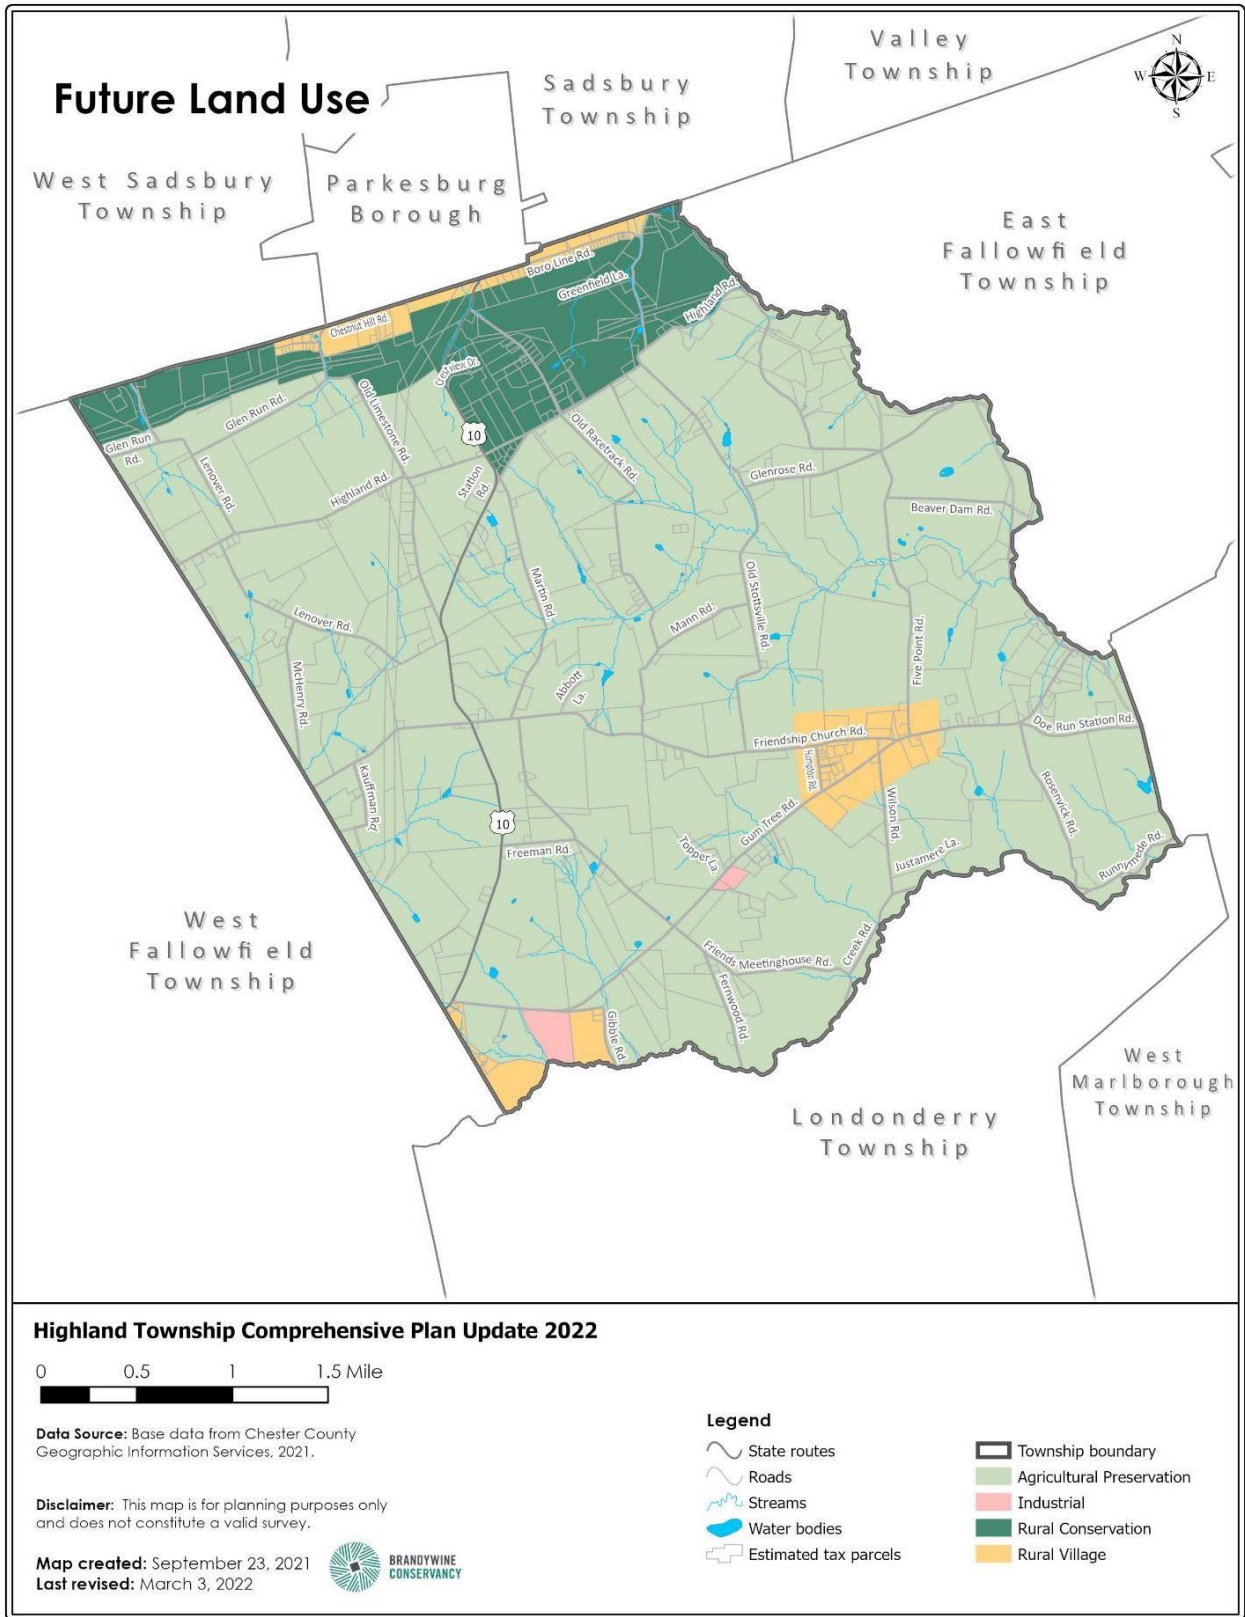 Future Land Use
Valley
Township
Sadsbury
Township
N
W
E
S
West Sadsbury
Township
Parkesburg
Borough
East
Fallowfield
Township
Boro Line Rd.
Greenfield La.
Highland Rd.
Chestnut Hill Rd.
Crestview Dr.
Glen Run Rd.
Old Limestone Rd.
Glen Run
Rd.
10
Old Racetrack Rd.
Lenover Rd.
Highland Rd.
Station
Rd.
Glenrose Rd.
Beaver Dam Rd.
Martin Rd.
Old Stottsville Rd.
Lenover Rd.
Mann Rd.
Five Point Rd.
McHenry Rd.
Abbott
La.
Friendship Church Rd.
Doe Run Station Rd.
Humpton Rd.
Kauffman Rd.
10
Gum Tree Rd.
Wilson Rd.
Rosenvick Rd.
Freeman Rd.
Topper La.
Justamere La.
Runnymede Rd.
West
Fallowfield
Township
Friends Meetinghouse Rd.
Creek Rd.
Fernwood Rd.
Gibble Rd.
West
Marlborough
Township
Londonderry
Township
Highland Township Comprehensive Plan Update 2022
0 0.5 1 1.5 Mile
Data Source: Base data from Chester County
Geographic Information Services, 2021.
Disclaimer: This map is for planning purposes only
and does not constitute a valid survey.
Map created: September 23, 2021
Last revised: March 3, 2022
BRANDYWINE
CONSERVANCY
Legend
State routes
Roads
Streams
Water bodies
Estimated tax parcels
Township boundary
Agricultural Preservation
Industrial
Rural Conservation
Rural Village